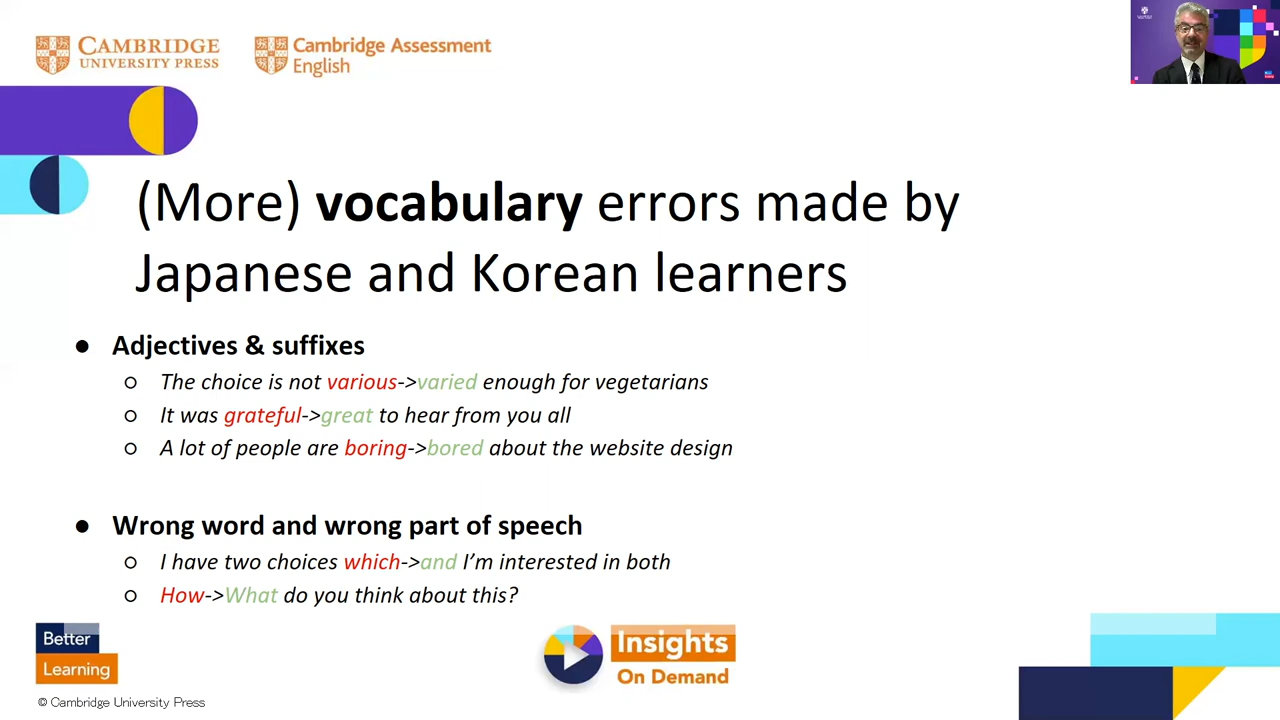 CAMBRIDGE
UNIVERSITY PRESS
Cambridge Assessment
English
(More) vocabulary errors made by
Japanese and Korean learners
● Adjectives & suffixes
○ The choice is not various->varied enough for vegetarians
○ It was grateful->great to hear from you all
○ A lot of people are boring->bored about the website design
● Wrong word and wrong part of speech
○ I have two choices which->and I'm interested in both
○ How->What do you think about this?
Better
Learning
Insights
On Demand
© Cambridge University Press